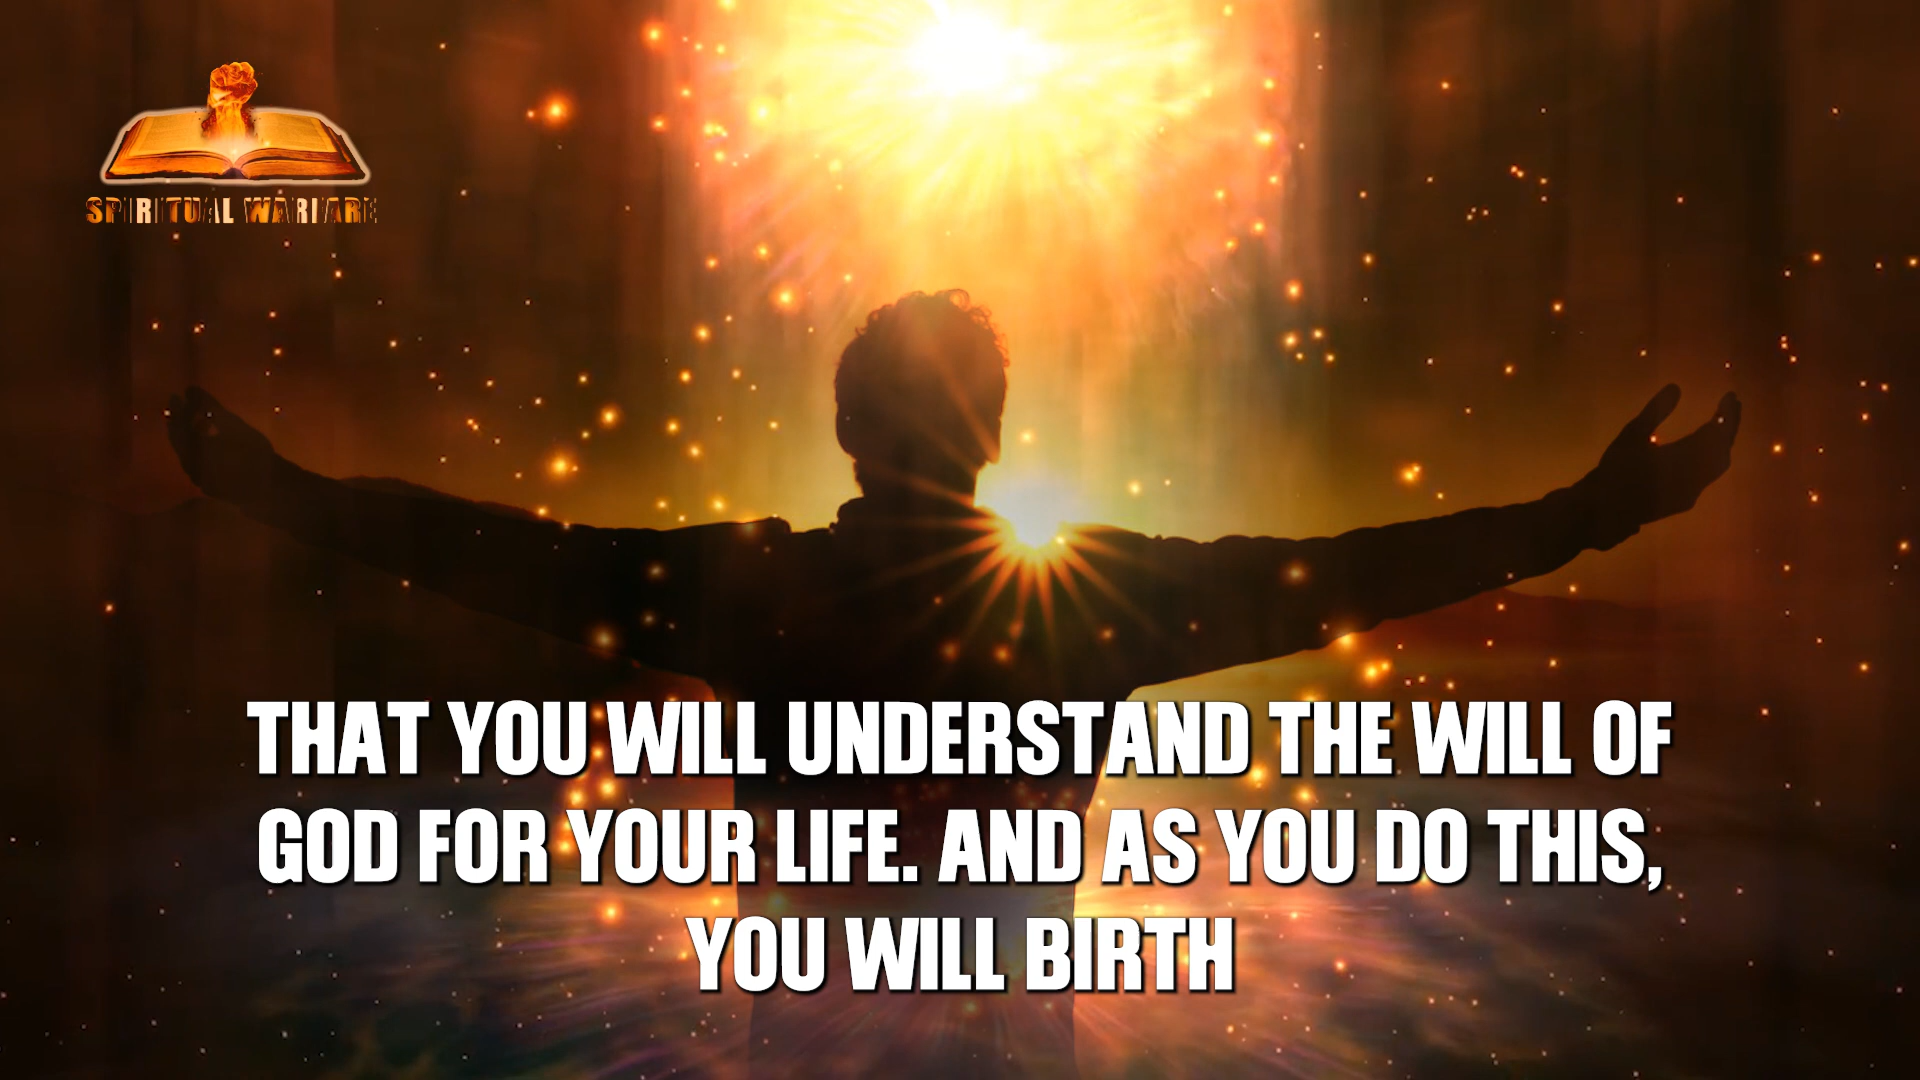 SPIRITUAL WARFARE
THAT YOU WILL UNDERSTAND THE WILL OF
GOD FOR YOUR LIFE. AND AS YOU DO THIS,
YOU WILL BIRTH